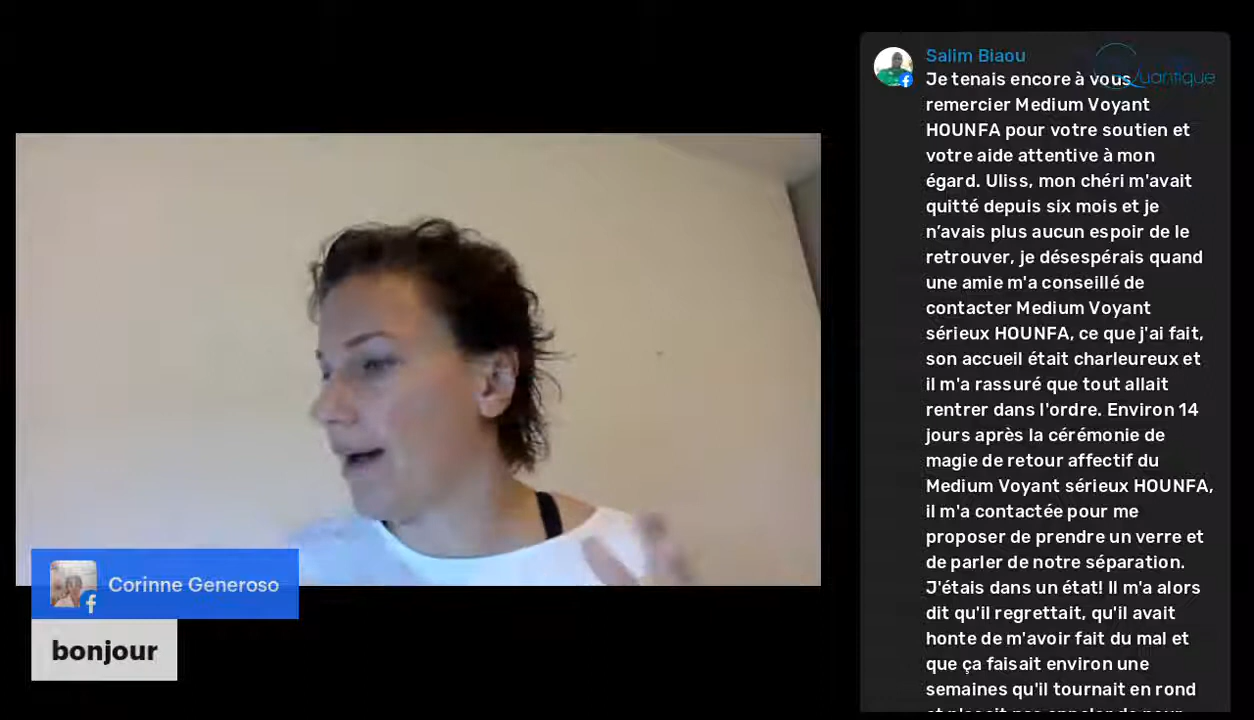 Salim Biaou
Quantique
Je tenais encore à vous
remercier Medium Voyant
HOUNFA pour votre soutien et
votre aide attentive à mon
égard. Uliss, mon chéri m'avait
quitté depuis six mois et je
n’avais plus aucun espoir de le
retrouver, je désespérais quand
une amie m'a conseillé de
contacter Medium Voyant
sérieux HOUNFA, ce que j'ai fait,
son accueil était charleureux et
il m'a rassuré que tout allait
rentrer dans l'ordre. Environ 14
jours après la cérémonie de
magie de retour affectif du
Medium Voyant sérieux HOUNFA,
il m'a contactée pour me
proposer de prendre un verre et
de parler de notre séparation.
J'étais dans un état! Il m'a alors
dit qu'il regrettait, qu'il avait
honte de m'avoir fait du mal et
que ça faisait environ une
semaines qu'il tournait en rond
Corinne Generoso
bonjour